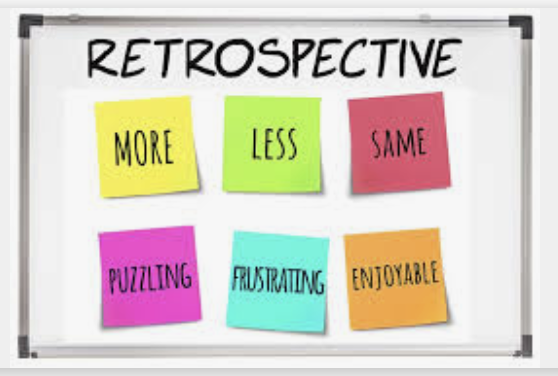 RETROSPECTIVE
MORE
LESS
SAME
PUZZLING
FRUSTRATING
ENJOYABLE